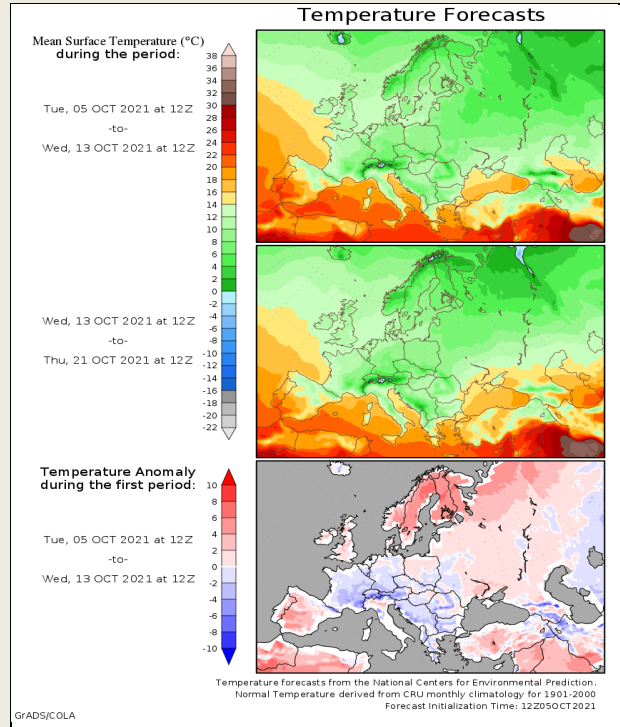 Temperature Forecasts
Mean Surface Temperature (°C)
during the period:
38
36
34
32
30
28
26
24
22
20
18
16
14
12
10
8
6
4
2
0
-2
-4
-6
-8
-10
-12
-14
-16
-18
-20
-22
Tue, 05 OCT 2021 at 12Z
-to-
Wed, 13 OCT 2021 at 12Z
Wed, 13 OCT 2021 at 12Z
-to-
Thu, 21 OCT 2021 at 12Z
Temperature Anomaly
during the first period:
10
8
6
4
2
0
-2
-4
-6
-8
-10
Tue, 05 OCT 2021 at 12Z
-to-
Wed, 13 OCT 2021 at 12Z
Temperature forecasts from the National Centers for Environmental Prediction.
Normal Temperature derived from CRU monthly climatology for 1901-2000
Forecast Initialization Time: 12Z05OCT2021
GrADS/COLA